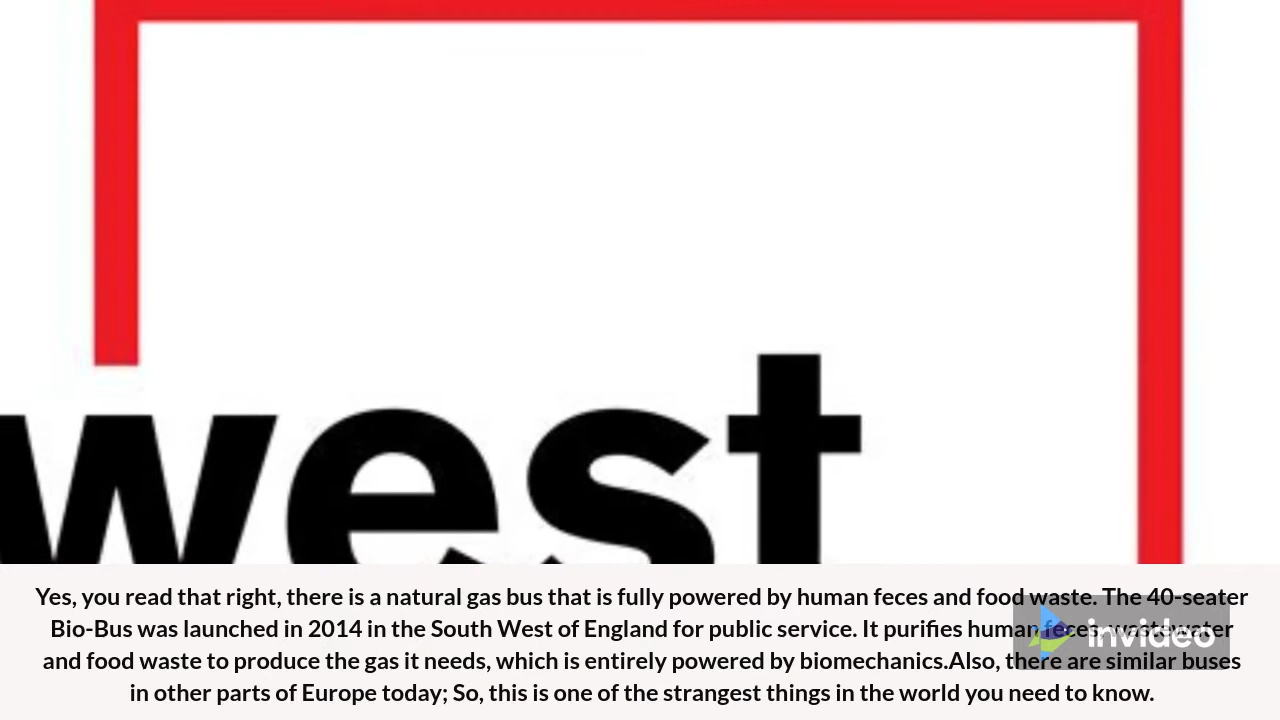 west
Yes, you read that right, there is a natural gas bus that is fully powered by human feces and food waste. The 40-seater
Bio-Bus was launched in 2014 in the South West of England for public service. It purifies human feces, wastewater
and food waste to produce the gas it needs, which is entirely powered by biomechanics.Also, there are similar buses
in other parts of Europe today; So, this is one of the strangest things in the world you need to know.
invideo